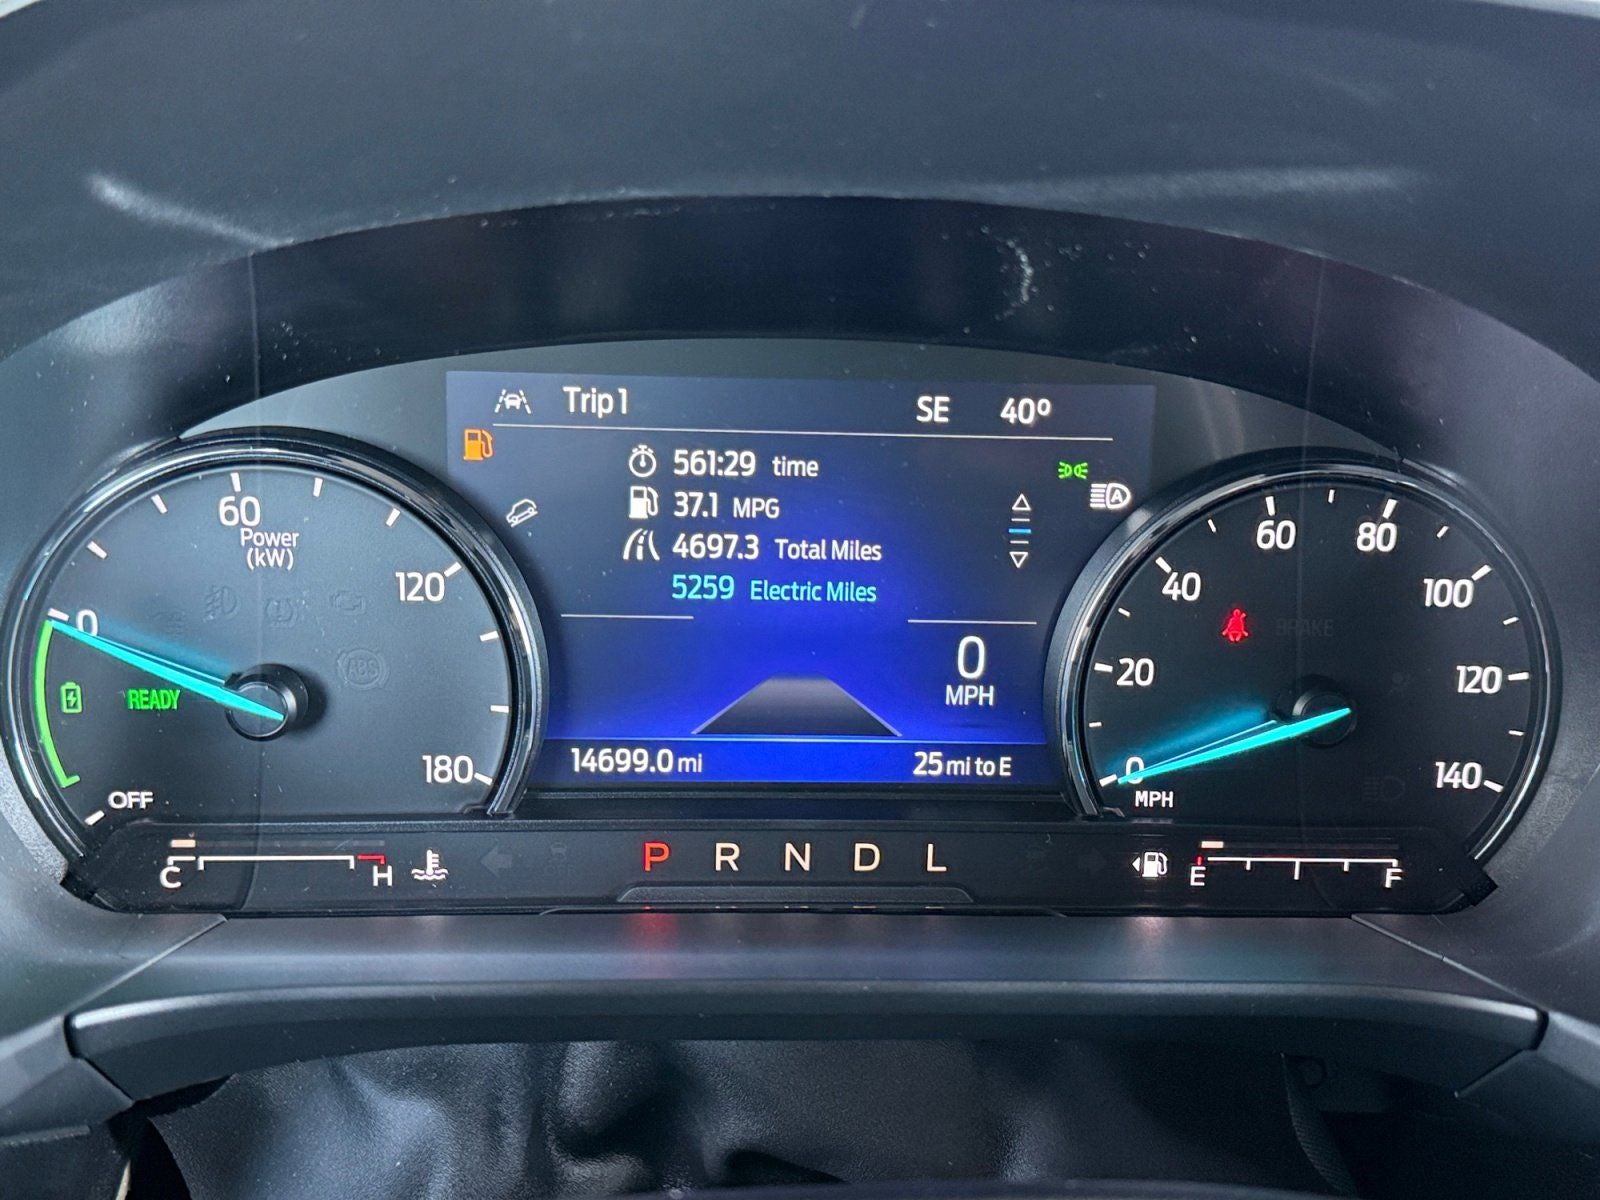 Trip 1 SE 40°
561:29 time
37.1 MPG
4697.3 Total Miles
5259 Electric Miles
0
MPH
14699.0 mi 25 mi to E
0 60 120 180
Power
(kW)
READY
ABS
OFF
0 20 40 60 80 100 120 140
BRAKE
MPH
C H
P R N D L
E F